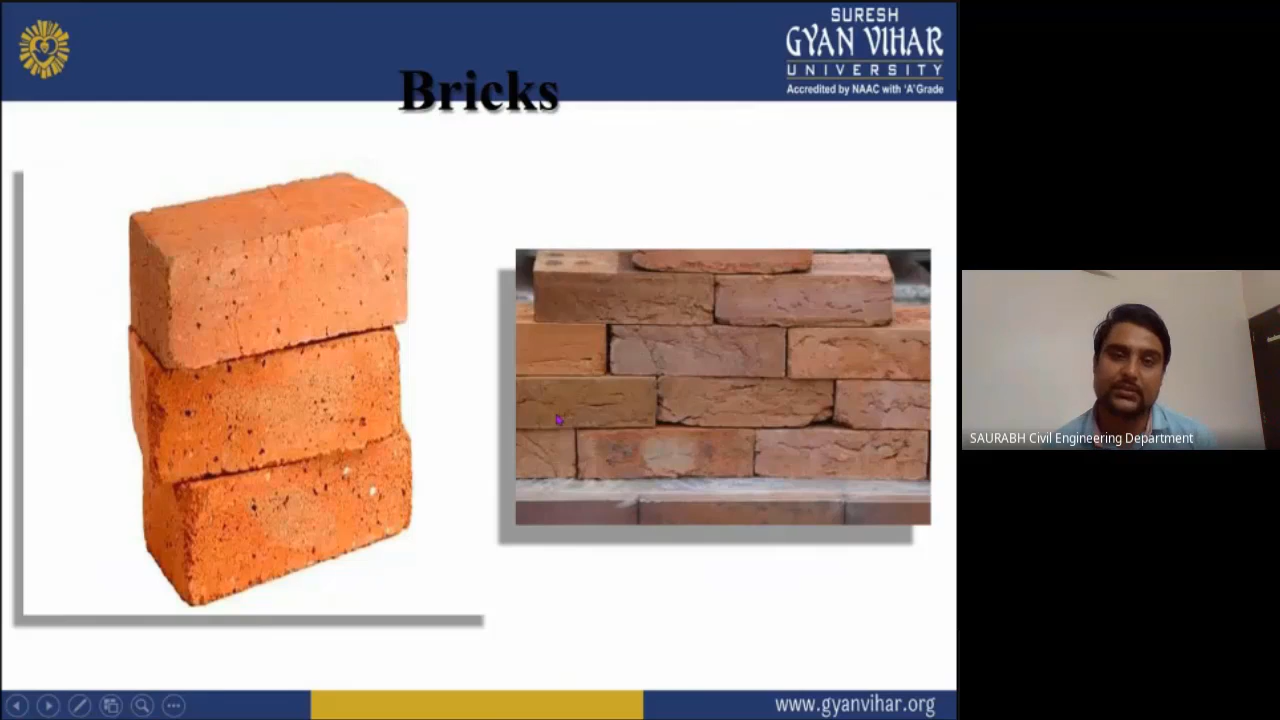 SURESH
GYAN VIHAR
UNIVERSITY
Accredited by NAAC with 'A' Grade
Bricks
SAURABH Civil Engineering Department
www.gyanvihar.org